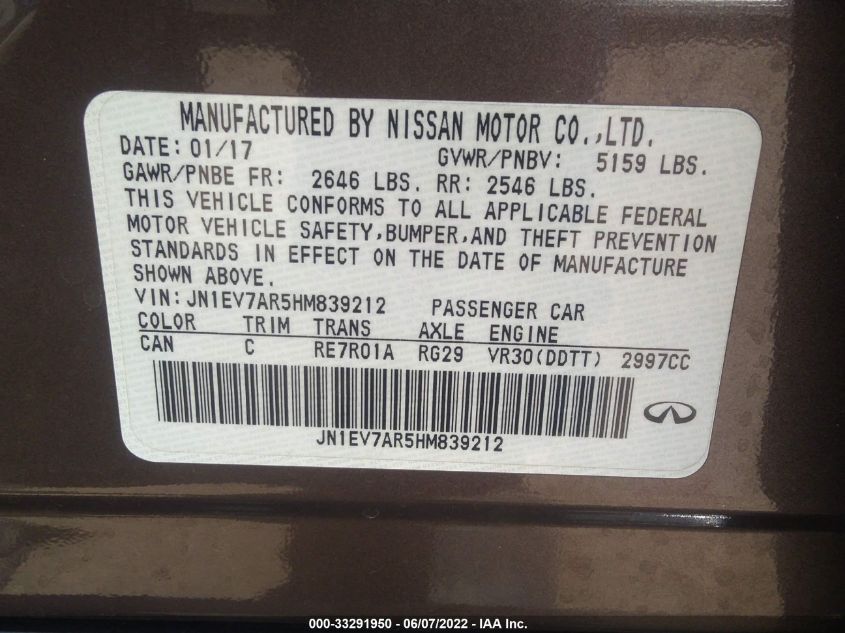 MANUFACTURED BY NISSAN MOTOR CO.,LTD.
DATE: 01/17 GVWR/PNBV: 5159 LBS.
GAWR/PNBE FR: 2646 LBS. RR: 2546 LBS.
THIS VEHICLE CONFORMS TO ALL APPLICABLE FEDERAL
MOTOR VEHICLE SAFETY,BUMPER,AND THEFT PREVENTION
STANDARDS IN EFFECT ON THE DATE OF MANUFACTURE
SHOWN ABOVE.
VIN:JN1EV7AR5HM839212 PASSENGER CAR
COLOR TRIM TRANS AXLE ENGINE
CAN C RE7R01A RG29 VR30(DDTT) 2997CC
JN1EV7AR5HM839212
000-33291950 - 06/07/2022 - IAA Inc.